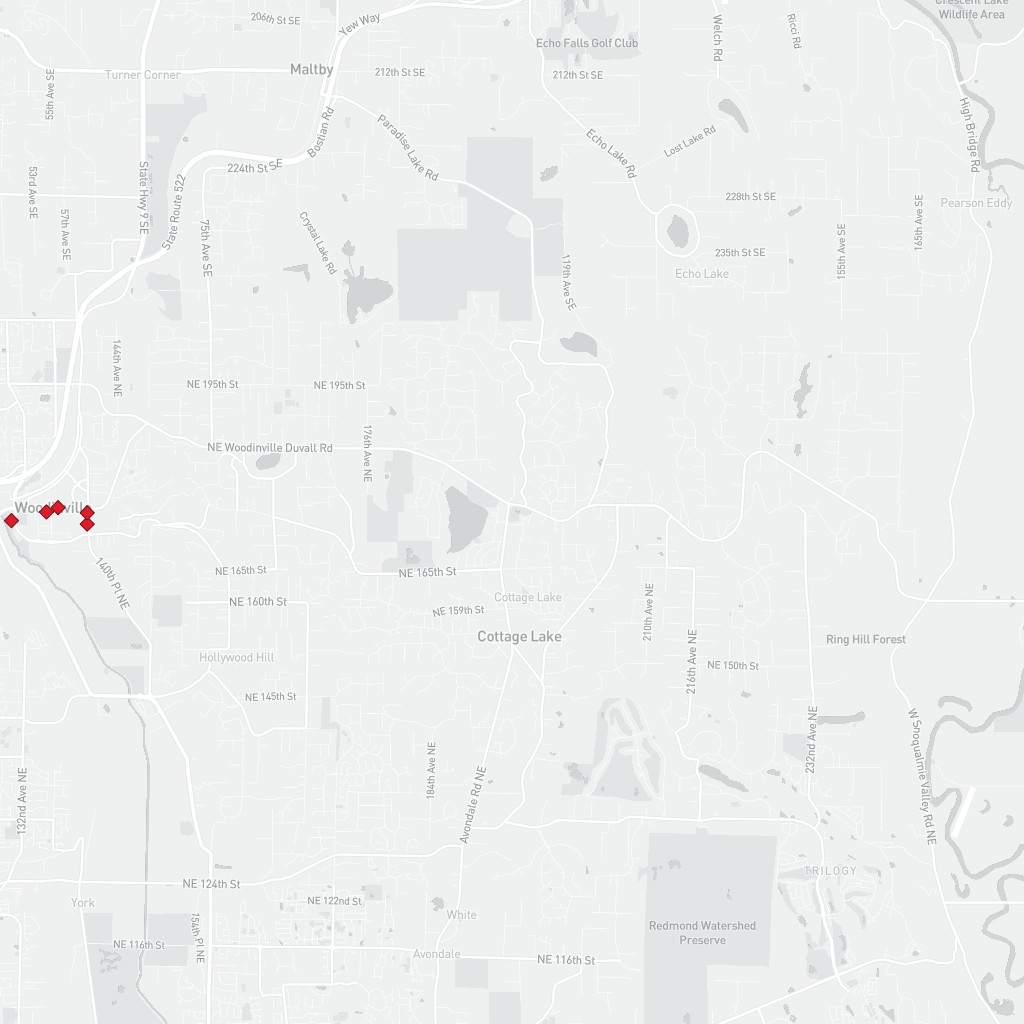 Crescent Lake
Wildlife Area
206th St SE
Yew Way
Welch Rd
Ricci Rd
Echo Falls Golf Club
Maltby
Turner Corner
212th St SE
212th St SE
55th Ave SE
High Bridge Rd
Bostian Rd
Paradise Lake Rd
Echo Lake Rd
Lost Lake Rd
224th St SE
53rd Ave SE
State Hwy 9 SE
State Route 522
228th St SE
165th Ave SE
Pearson Eddy
57th Ave SE
75th Ave SE
Crystal Lake Rd
235th St SE
155th Ave SE
Echo Lake
119th Ave SE
144th Ave NE
NE 195th St
NE 195th St
NE Woodinville Duvall Rd
176th Ave NE
NE 165th St
NE 165th St
140th Pl NE
NE 160th St
Cottage Lake
NE 159th St
210th Ave NE
Cottage Lake
216th Ave NE
Ring Hill Forest
Hollywood Hill
NE 150th St
NE 145th St
232nd Ave NE
W Snoqualmie Valley Rd NE
184th Ave NE
132nd Ave NE
Avondale Rd NE
TRILOGY
NE 124th St
York
NE 122nd St
White
154th Pl NE
Redmond Watershed
Preserve
NE 116th St
Avondale
NE 116th St